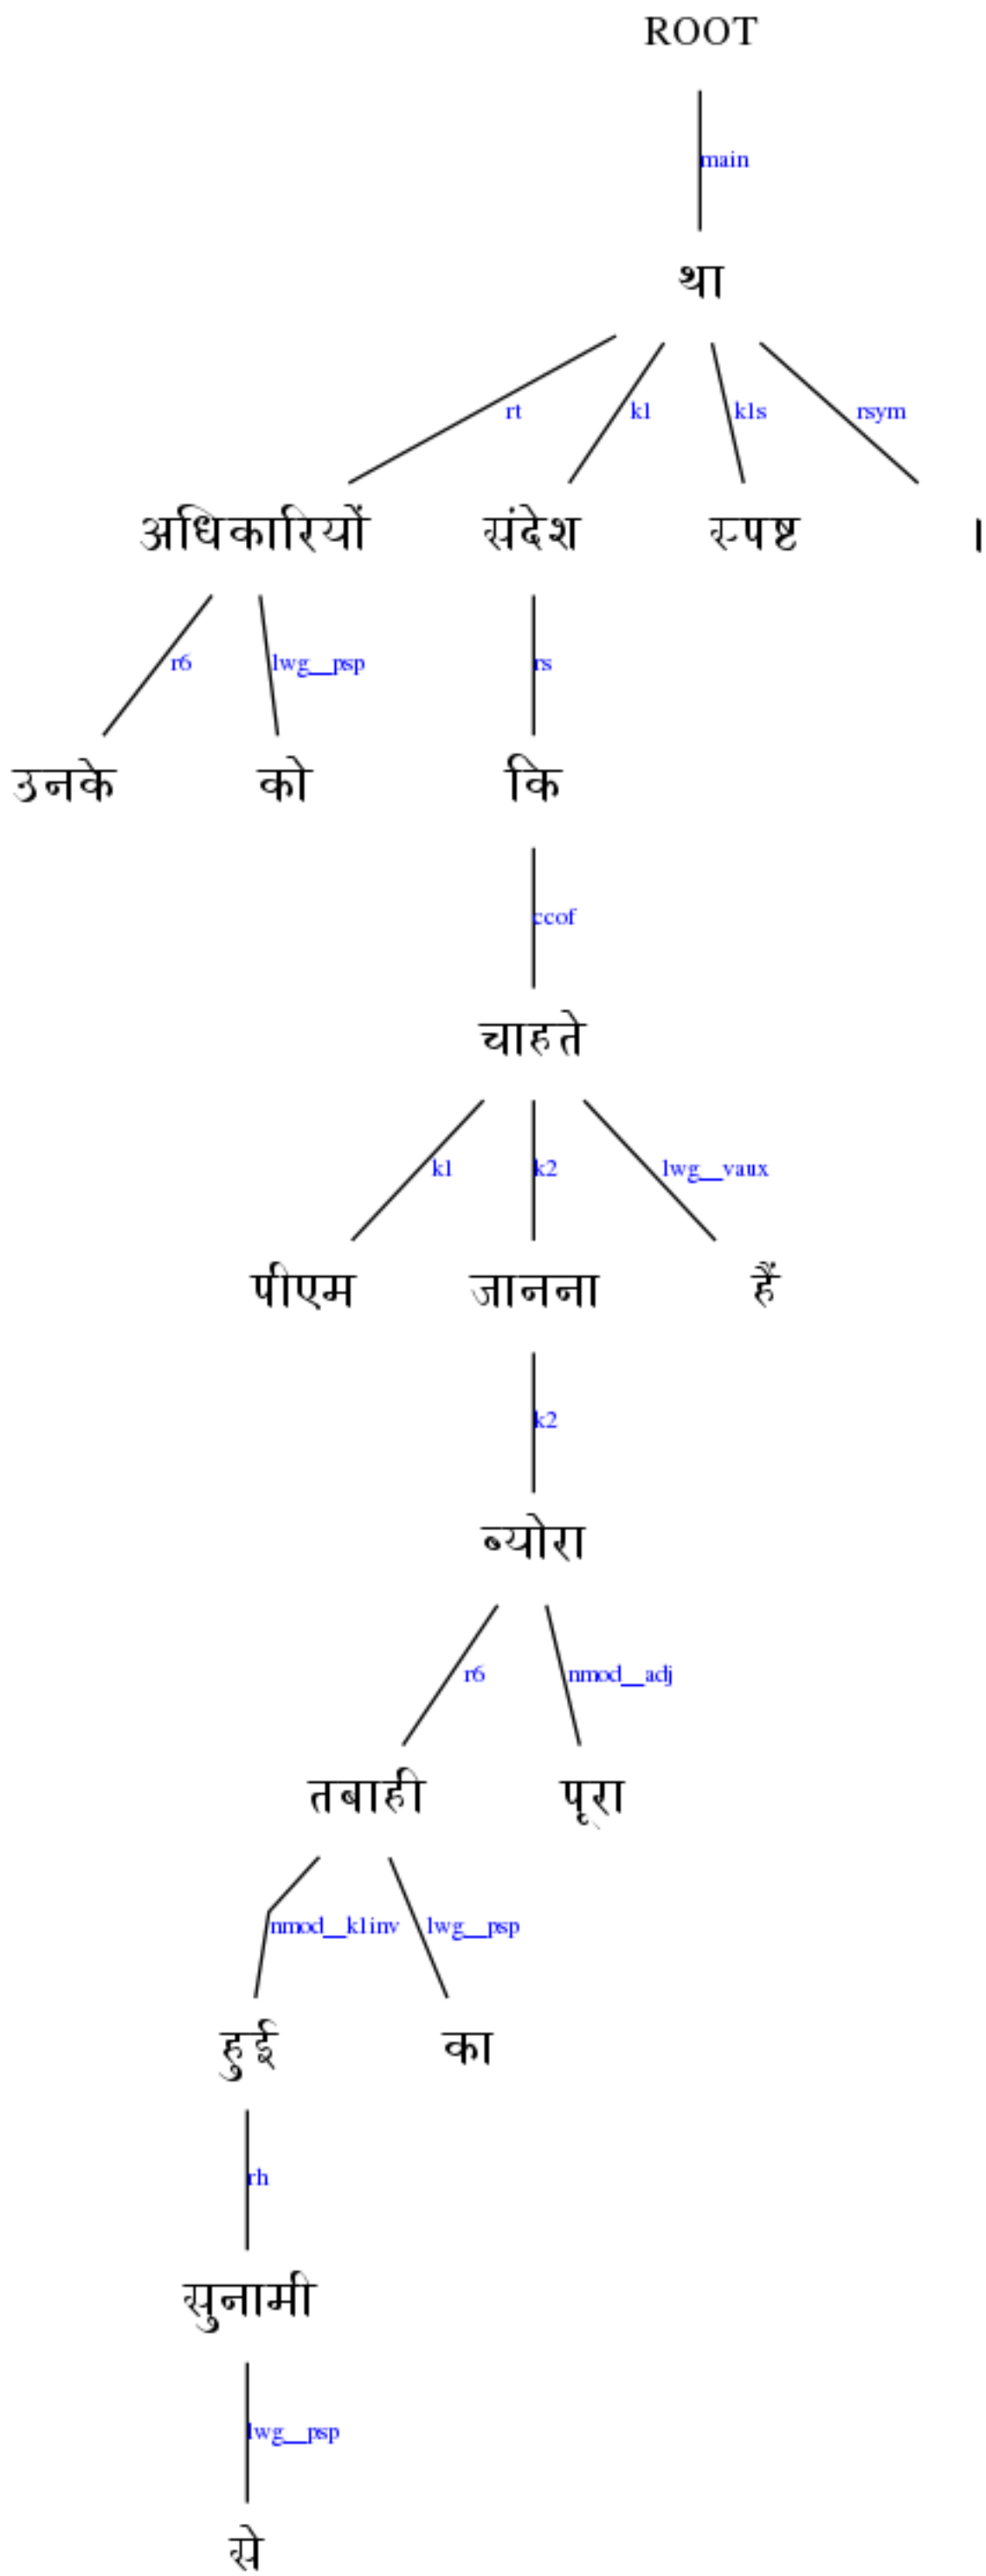 ROOT
main
था
rt k1 k1s rsym
अधिकारियों संदेश स्पष्ट ।
r6 lwg__psp rs
उनके को कि
ccof
चाहते
k1 k2 lwg__vaux
पीएम जानना हैं
k2
ब्योरा
r6 nmod__adj
तबाही पूरा
nmod__k1inv lwg__psp
हुई का
rh
सुनामी
lwg__psp
से